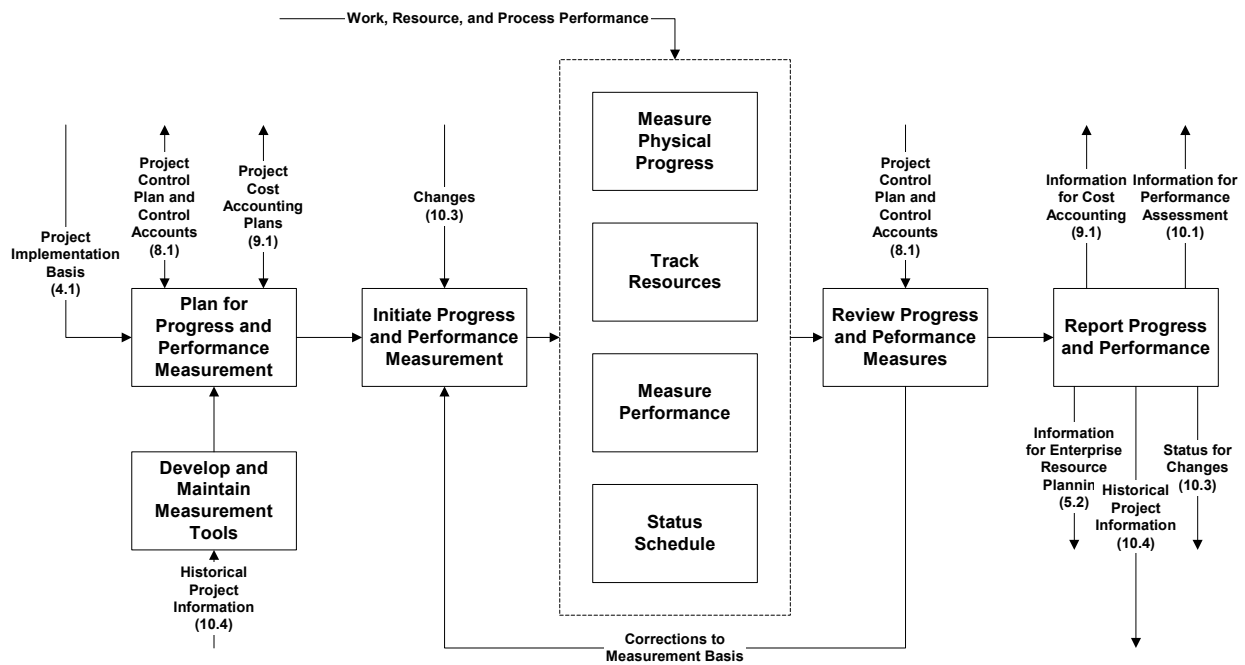 Work, Resource, and Process Performance
Project
Implementation
Basis
(4.1)
Project
Control
Plan and
Control
Accounts
(8.1)
Project
Cost
Accounting
Plans
(9.1)
Changes
(10.3)
Measure
Physical
Progress
Track
Resources
Measure
Performance
Status
Schedule
Project
Control
Plan and
Control
Accounts
(8.1)
Information
for Cost
Accounting
(9.1)
Information for
Performance
Assessment
(10.1)
Plan for
Progress and
Performance
Measurement
Initiate Progress
and Performance
Measurement
Review Progress
and Peformance
Measures
Report Progress
and Performance
Develop and
Maintain
Measurement
Tools
Historical
Project
Information
(10.4)
Corrections to
Measurement Basis
Information
for Enterprise
Resource
Plannin
(5.2)
Historical
Project
Information
(10.4)
Status for
Changes
(10.3)